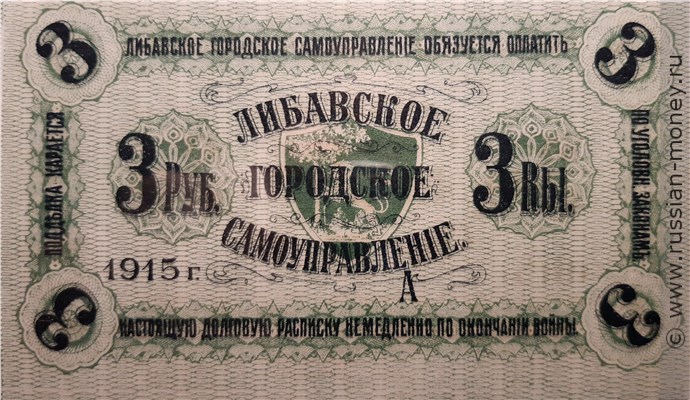 3 3
ЛИБАВСКОЕ ГОРОДСКОЕ САМОУПРАВЛЕНІЕ ОБЯЗУЕТСЯ ОПЛАТИТЬ
ЛИБАВСКОЕ
3 РУБ. ГОРОДСКОЕ 3 RЫ.
САМОУПРАВЛЕНІЕ.
1915 г. А
ПОДДѢЛКА КАРАЕТСЯ
ПО УГОЛОВН. ЗАКОНАМЪ
НАСТОЯЩУЮ ДОЛГОВУЮ РАСПИСКУ НЕМЕДЛЕННО ПО ОКОНЧАНІИ ВОЙНЫ
3 3
© www.russian-money.ru